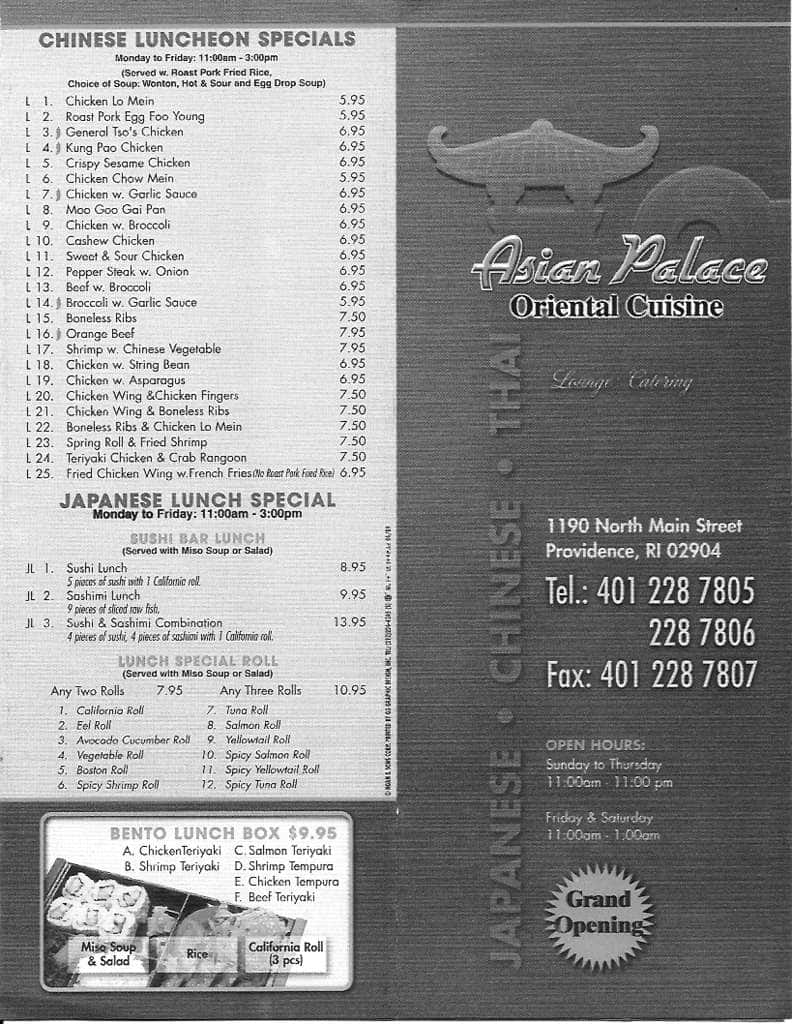 CHINESE LUNCHEON SPECIALS
Monday to Friday: 11:00am - 3:00pm
(Served w. Roast Pork Fried Rice,
Choice of Soup: Wonton, Hot & Sour and Egg Drop Soup)
L 1. Chicken Lo Mein 5.95
L 2. Roast Pork Egg Foo Young 5.95
L 3. General Tso's Chicken 6.95
L 4. Kung Pao Chicken 6.95
L 5. Crispy Sesame Chicken 6.95
L 6. Chicken Chow Mein 5.95
L 7. Chicken w. Garlic Sauce 6.95
L 8. Moo Goo Gai Pan 6.95
L 9. Chicken w. Broccoli 6.95
L 10. Cashew Chicken 6.95
L 11. Sweet & Sour Chicken 6.95
L 12. Pepper Steak w. Onion 6.95
L 13. Beef w. Broccoli 6.95
L 14. Broccoli w. Garlic Sauce 5.95
L 15. Boneless Ribs 7.50
L 16. Orange Beef 7.95
L 17. Shrimp w. Chinese Vegetable 7.95
L 18. Chicken w. String Bean 6.95
L 19. Chicken w. Asparagus 6.95
L 20. Chicken Wing &Chicken Fingers 7.50
L 21. Chicken Wing & Boneless Ribs 7.50
L 22. Boneless Ribs & Chicken Lo Mein 7.50
L 23. Spring Roll & Fried Shrimp 7.50
L 24. Teriyaki Chicken & Crab Rangoon 7.50
L 25. Fried Chicken Wing w.French Fries(No Roast Pork Fried Rice) 6.95
JAPANESE LUNCH SPECIAL
Monday to Friday: 11:00am - 3:00pm
SUSHI BAR LUNCH
(Served with Miso Soup or Salad)
JL 1. Sushi Lunch 8.95
5 pieces of sushi with 1 California roll.
JL 2. Sashimi Lunch 9.95
9 pieces of sliced raw fish.
JL 3. Sushi & Sashimi Combination 13.95
4 pieces of sushi, 4 pieces of sashimi with 1 California roll.
LUNCH SPECIAL ROLL
(Served with Miso Soup or Salad)
Any Two Rolls 7.95 Any Three Rolls 10.95
1. California Roll 7. Tuna Roll
2. Eel Roll 8. Salmon Roll
3. Avocado Cucumber Roll 9. Yellowtail Roll
4. Vegetable Roll 10. Spicy Salmon Roll
5. Boston Roll 11. Spicy Yellowtail Roll
6. Spicy Shrimp Roll 12. Spicy Tuna Roll
BENTO LUNCH BOX $9.95
A. ChickenTeriyaki C. Salmon Teriyaki
B. Shrimp Teriyaki D. Shrimp Tempura
E. Chicken Tempura
F. Beef Teriyaki
Miso Soup
& Salad
Rice
California Roll
(3 pcs)
Asian Palace
Oriental Cuisine
Lounge Catering
JAPANESE • CHINESE • THAI
1190 North Main Street
Providence, RI 02904
Tel.: 401 228 7805
228 7806
Fax: 401 228 7807
OPEN HOURS:
Sunday to Thursday
11:00am - 11:00 pm
Friday & Saturday
11:00am - 1:00am
Grand
Opening